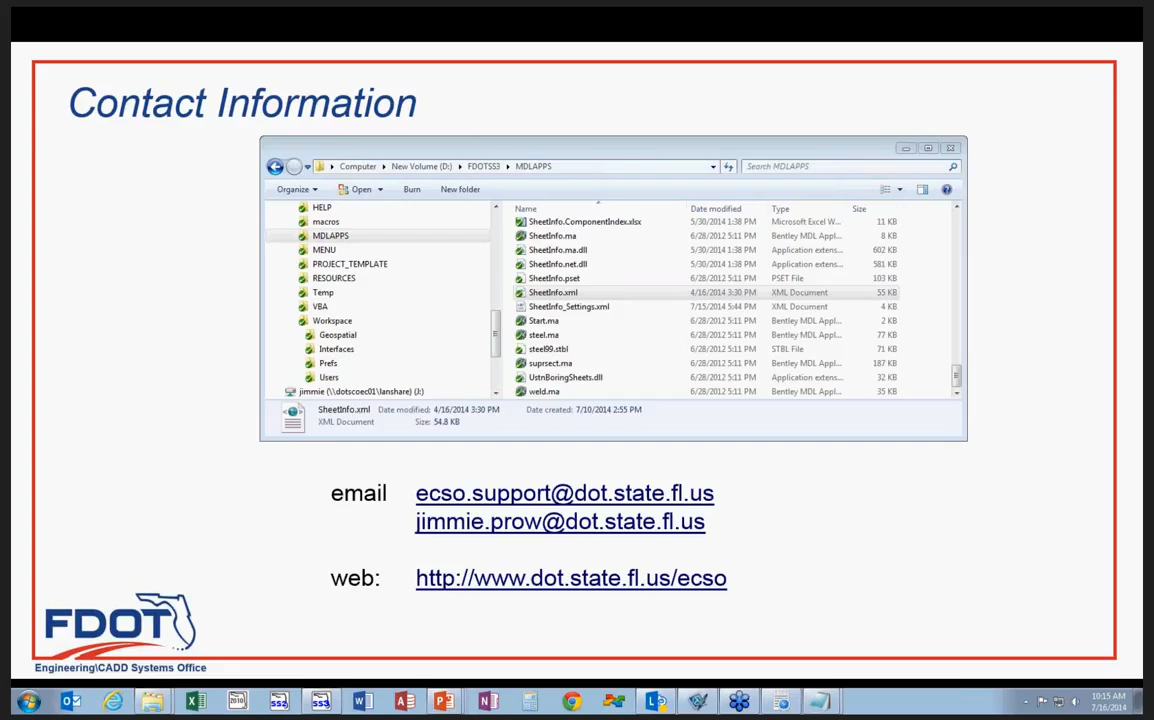 Contact Information
Computer New Volume (D:) FDOTSS3 MDLAPPS Search MDLAPPS
Organize Open Burn New folder
HELP
macros
MDLAPPS
MENU
PROJECT_TEMPLATE
RESOURCES
Temp
VBA
Workspace
Geospatial
Interfaces
Prefs
Users
jimmie (\\dotscoec01\lanshare) (J:)
Name Date modified Type Size
SheetInfo.ComponentIndex.xlsx 5/30/2014 1:38 PM Microsoft Excel W... 11 KB
SheetInfo.ma 6/28/2012 5:11 PM Bentley MDL Appl... 8 KB
SheetInfo.ma.dll 5/30/2014 1:38 PM Application extens... 602 KB
SheetInfo.net.dll 5/30/2014 1:38 PM Application extens... 581 KB
SheetInfo.pset 6/28/2012 5:11 PM PSET File 103 KB
SheetInfo.xml 4/16/2014 3:30 PM XML Document 55 KB
SheetInfo_Settings.xml 7/15/2014 5:44 PM XML Document 4 KB
Start.ma 6/28/2012 5:11 PM Bentley MDL Appl... 2 KB
steel.ma 6/28/2012 5:11 PM Bentley MDL Appl... 77 KB
steel99.stbl 6/28/2012 5:11 PM STBL File 71 KB
suprsect.ma 6/28/2012 5:11 PM Bentley MDL Appl... 187 KB
UstnBoringSheets.dll 6/28/2012 5:11 PM Application extens... 32 KB
weld.ma 6/28/2012 5:11 PM Bentley MDL Appl... 35 KB
SheetInfo.xml Date modified: 4/16/2014 3:30 PM Date created: 7/10/2014 2:55 PM
XML Document Size: 54.8 KB
email ecso.support@dot.state.fl.us
jimmie.prow@dot.state.fl.us
web: http://www.dot.state.fl.us/ecso
FDOT
Engineering\CADD Systems Office
2010 SS2 SS3
10:15 AM
7/16/2014